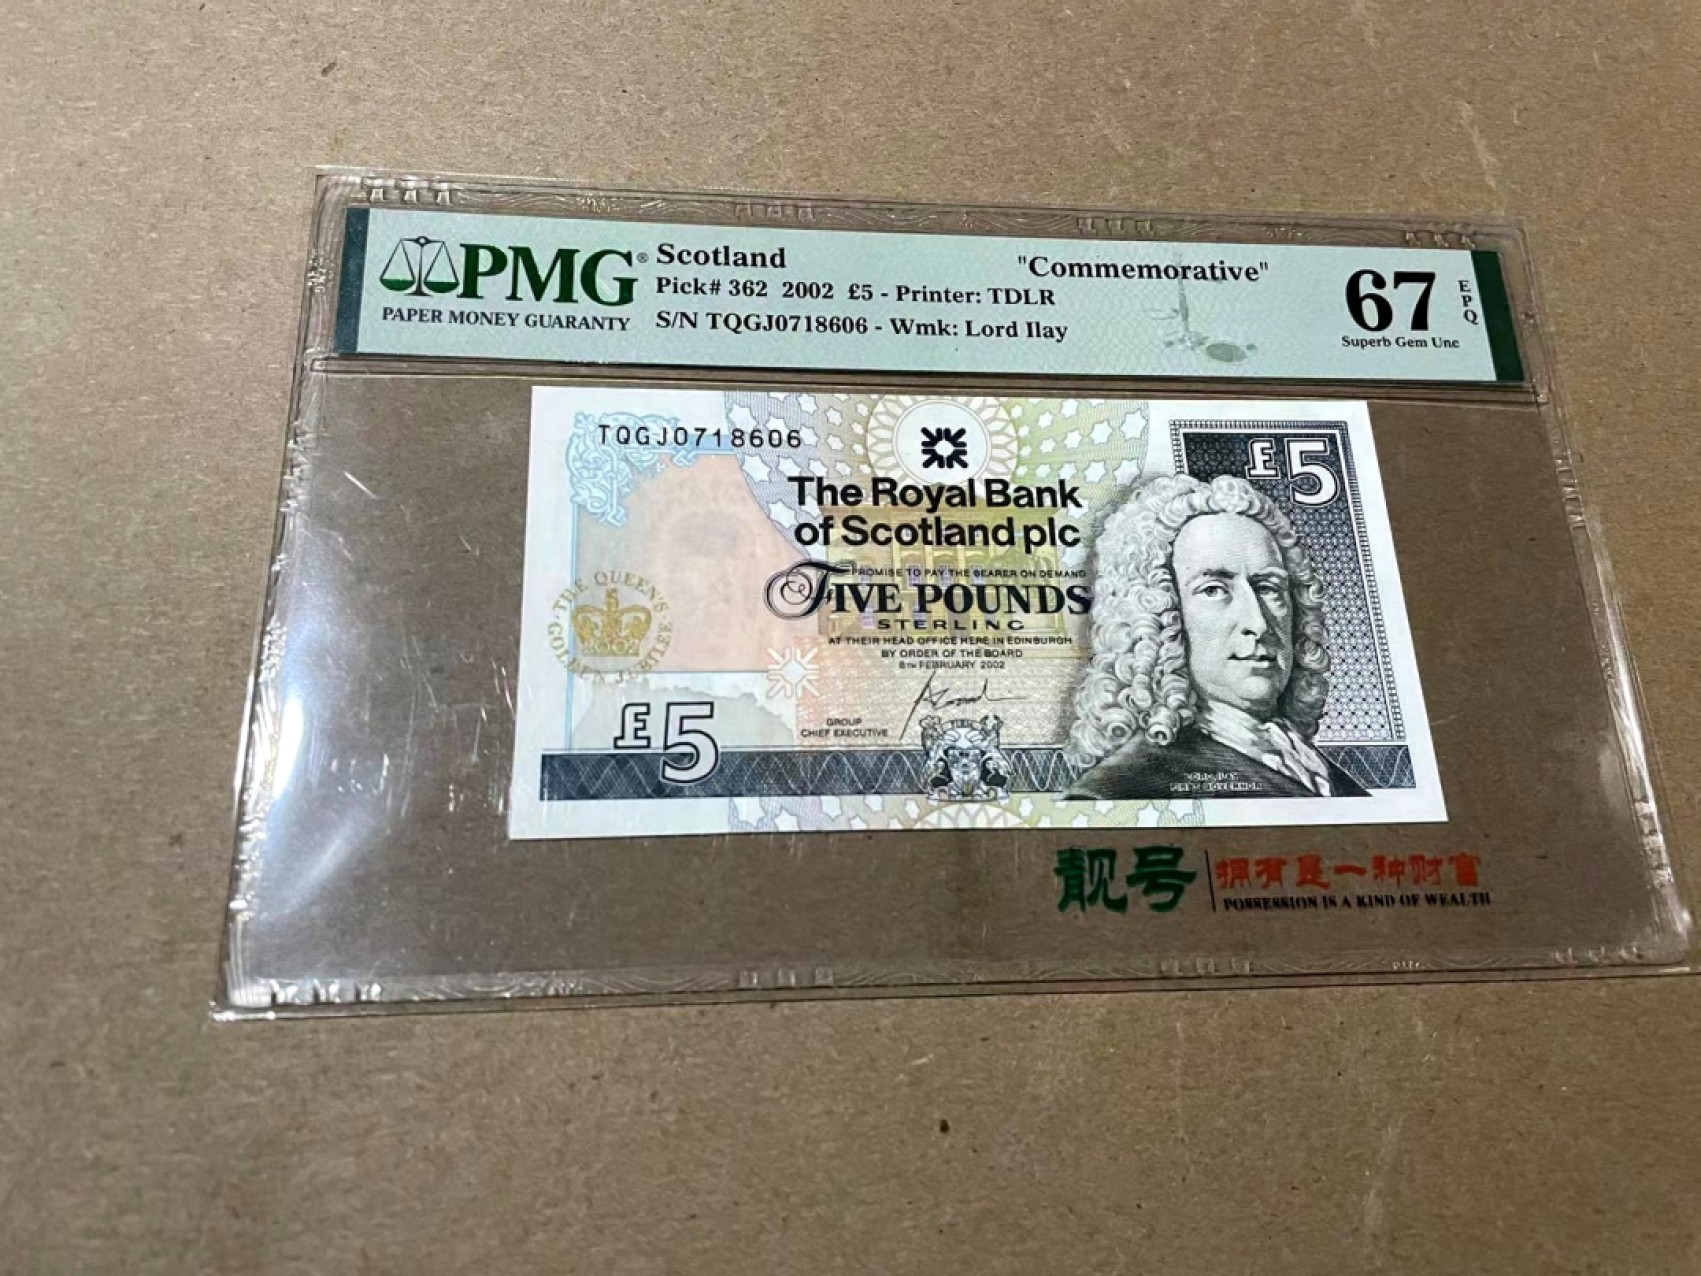 PMG®
PAPER MONEY GUARANTY
Scotland "Commemorative"
Pick# 362 2002 £5 - Printer: TDLR
S/N TQGJ0718606 - Wmk: Lord Ilay
67
EPQ
Superb Gem Unc
TQGJ0718606
£5
The Royal Bank
of Scotland plc
PROMISE TO PAY THE BEARER ON DEMAND
FIVE POUNDS
STERLING
AT THEIR HEAD OFFICE HERE IN EDINBURGH
BY ORDER OF THE BOARD
8TH FEBRUARY 2002
GROUP
CHIEF EXECUTIVE
THE QUEEN'S
GOLDEN JUBILEE
£5
LORD ILAY
FIRST GOVERNOR
靓号
拥有是一种财富
POSSESSION IS A KIND OF WEALTH